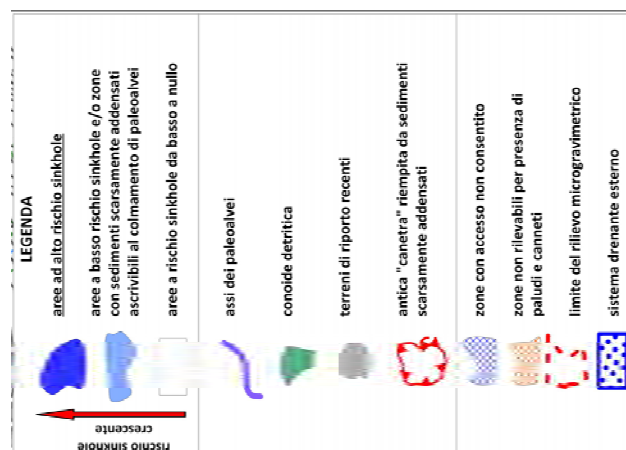 LEGENDA
aree ad alto rischio sinkhole
aree a basso rischio sinkhole e/o zone
con sedimenti scarsamente addensati
ascrivibili al colmamento di paleoalvei
aree a rischio sinkhole da basso a nullo
rischio sinkhole
crescente
assi dei paleoalvei
conoide detritica
terreni di riporto recenti
antica "canetra" riempita da sedimenti
scarsamente addensati
zone con accesso non consentito
zone non rilevabili per presenza di
paludi e canneti
limite del rilievo microgravimetrico
sistema drenante esterno